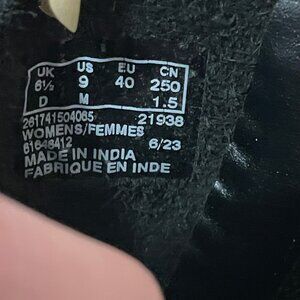 UK US EU CN
6½ 9 40 250
D M 1.5
261741504065 21938
WOMENS/FEMMES
61646412 6/23
MADE IN INDIA
FABRIQUE EN INDE